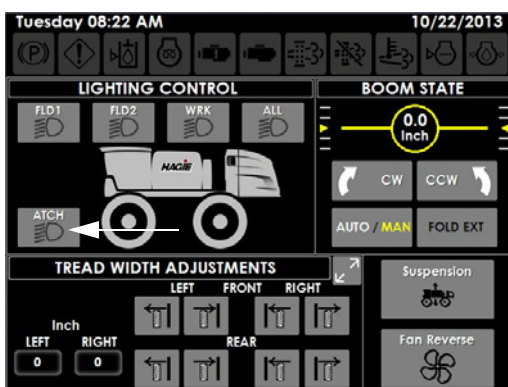 Tuesday 08:22 AM 10/22/2013
(P)
LIGHTING CONTROL
FLD1 FLD2 WRK ALL
HAGIE
ATCH
BOOM STATE
0.0
Inch
CW CCW
AUTO / MAN FOLD EXT
TREAD WIDTH ADJUSTMENTS
LEFT FRONT RIGHT
Inch
LEFT RIGHT REAR
0 0
Suspension
Fan Reverse